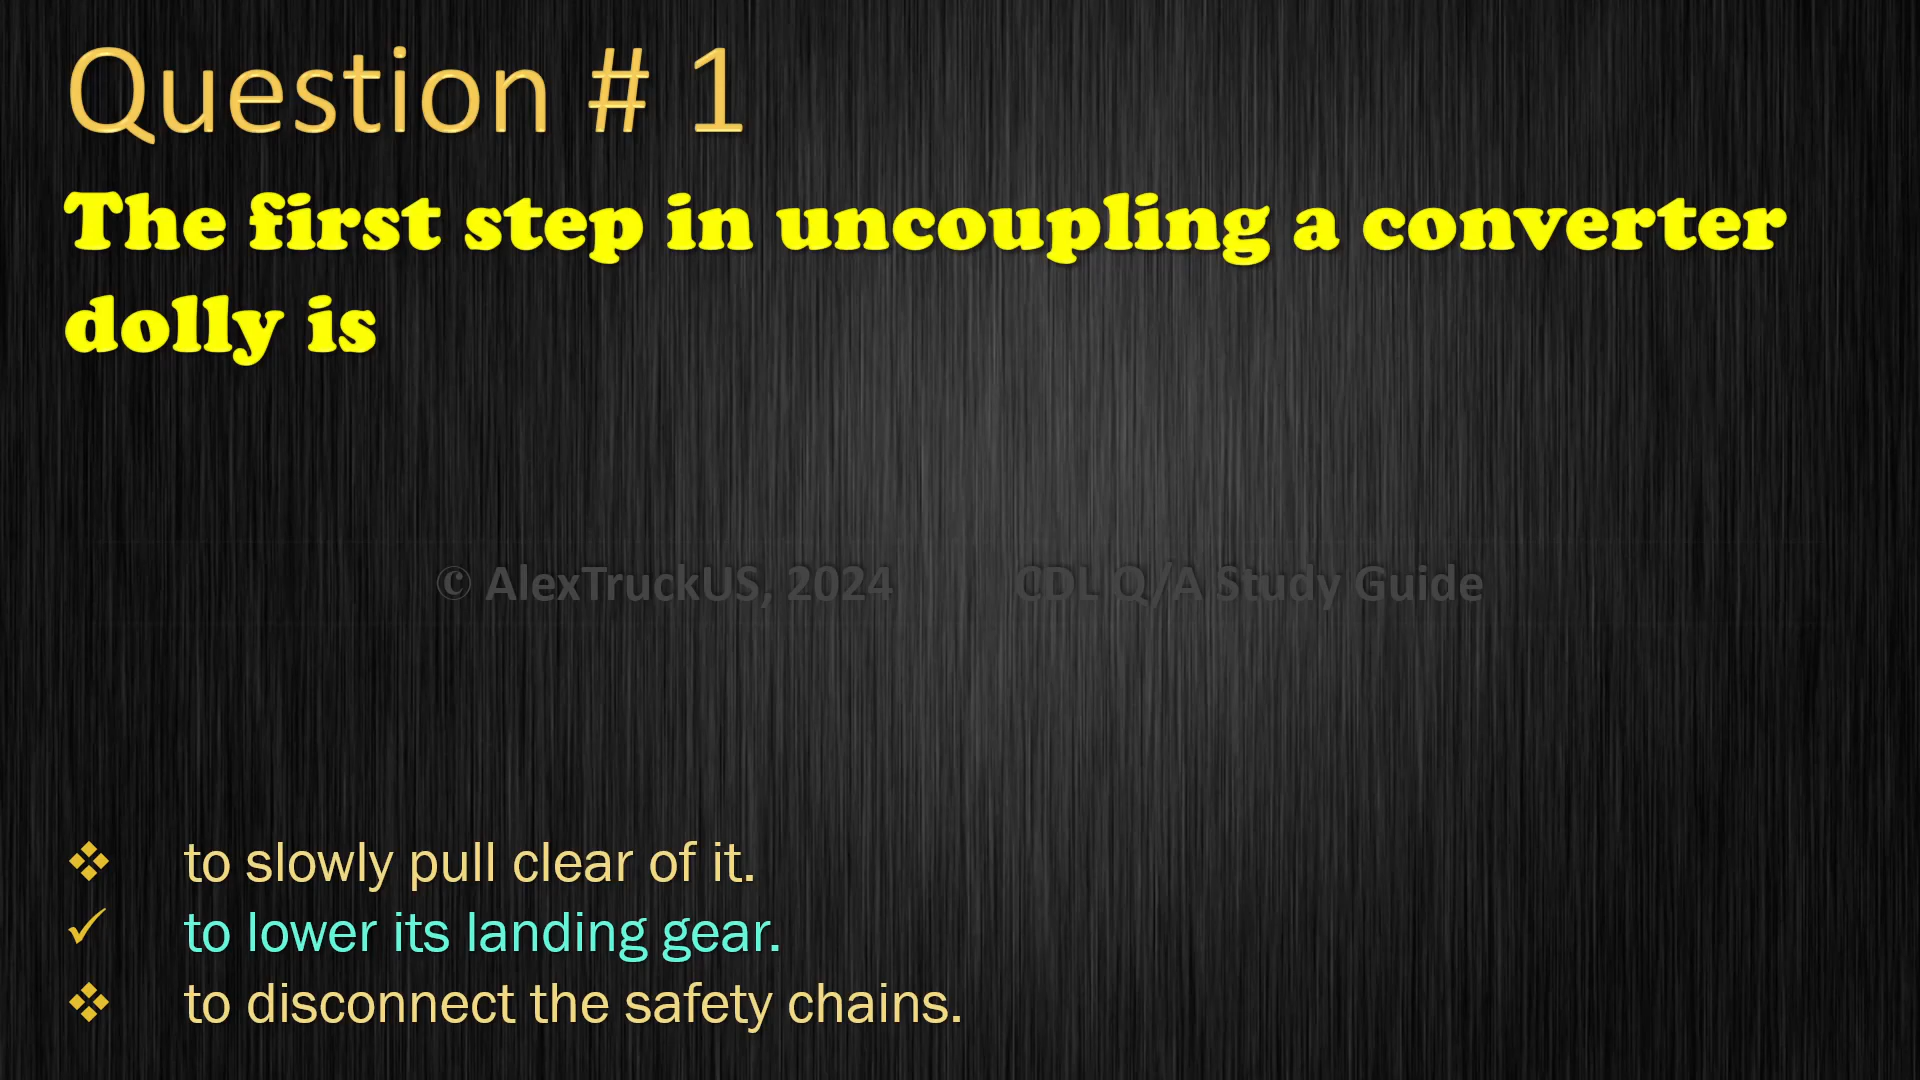 Question # 1
The first step in uncoupling a converter
dolly is
© AlexTruckUS, 2024 CDL Q/A Study Guide
❖ to slowly pull clear of it.
✓ to lower its landing gear.
❖ to disconnect the safety chains.